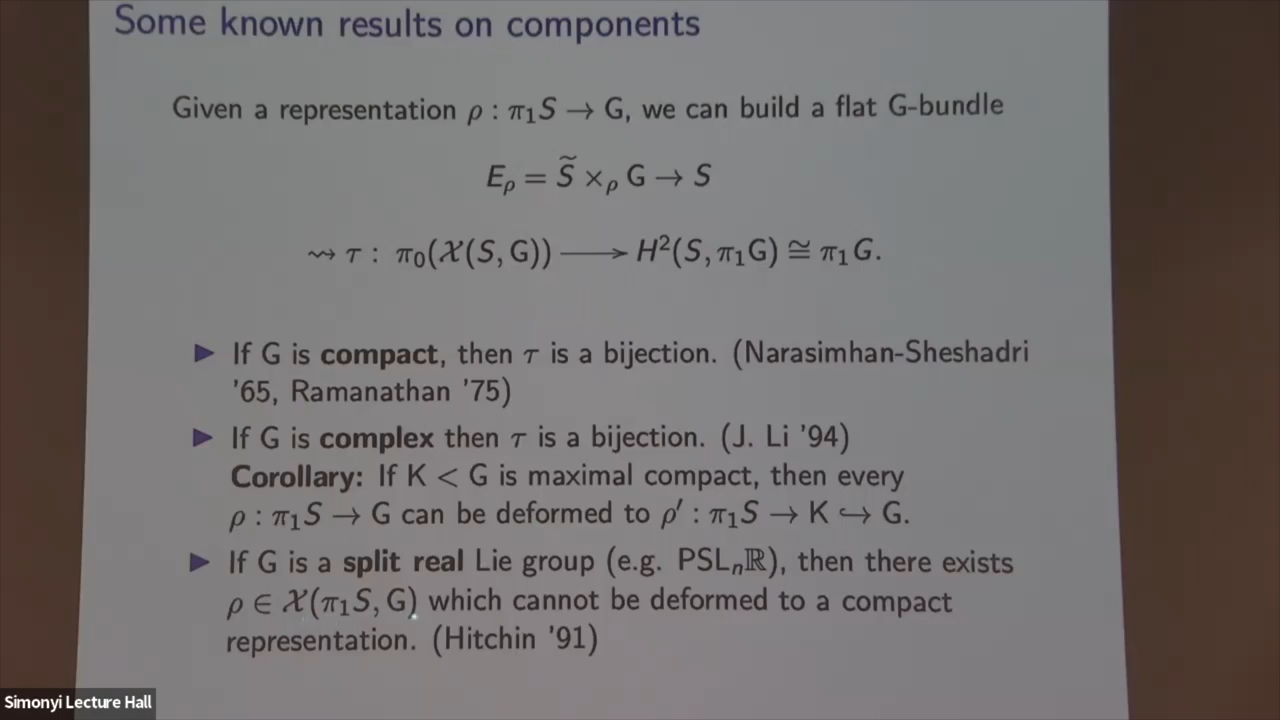 Some known results on components
Given a representation ρ : π₁S → G, we can build a flat G-bundle
E_ρ = S̃ ×_ρ G → S
⇝ τ : π₀(𝒳(S, G)) ⟶ H²(S, π₁G) ≅ π₁G.
▶ If G is compact, then τ is a bijection. (Narasimhan-Sheshadri
'65, Ramanathan '75)
▶ If G is complex then τ is a bijection. (J. Li '94)
Corollary: If K < G is maximal compact, then every
ρ : π₁S → G can be deformed to ρ′ : π₁S → K ↪ G.
▶ If G is a split real Lie group (e.g. PSLₙℝ), then there exists
ρ ∈ 𝒳(π₁S, G) which cannot be deformed to a compact
representation. (Hitchin '91)
Simonyi Lecture Hall